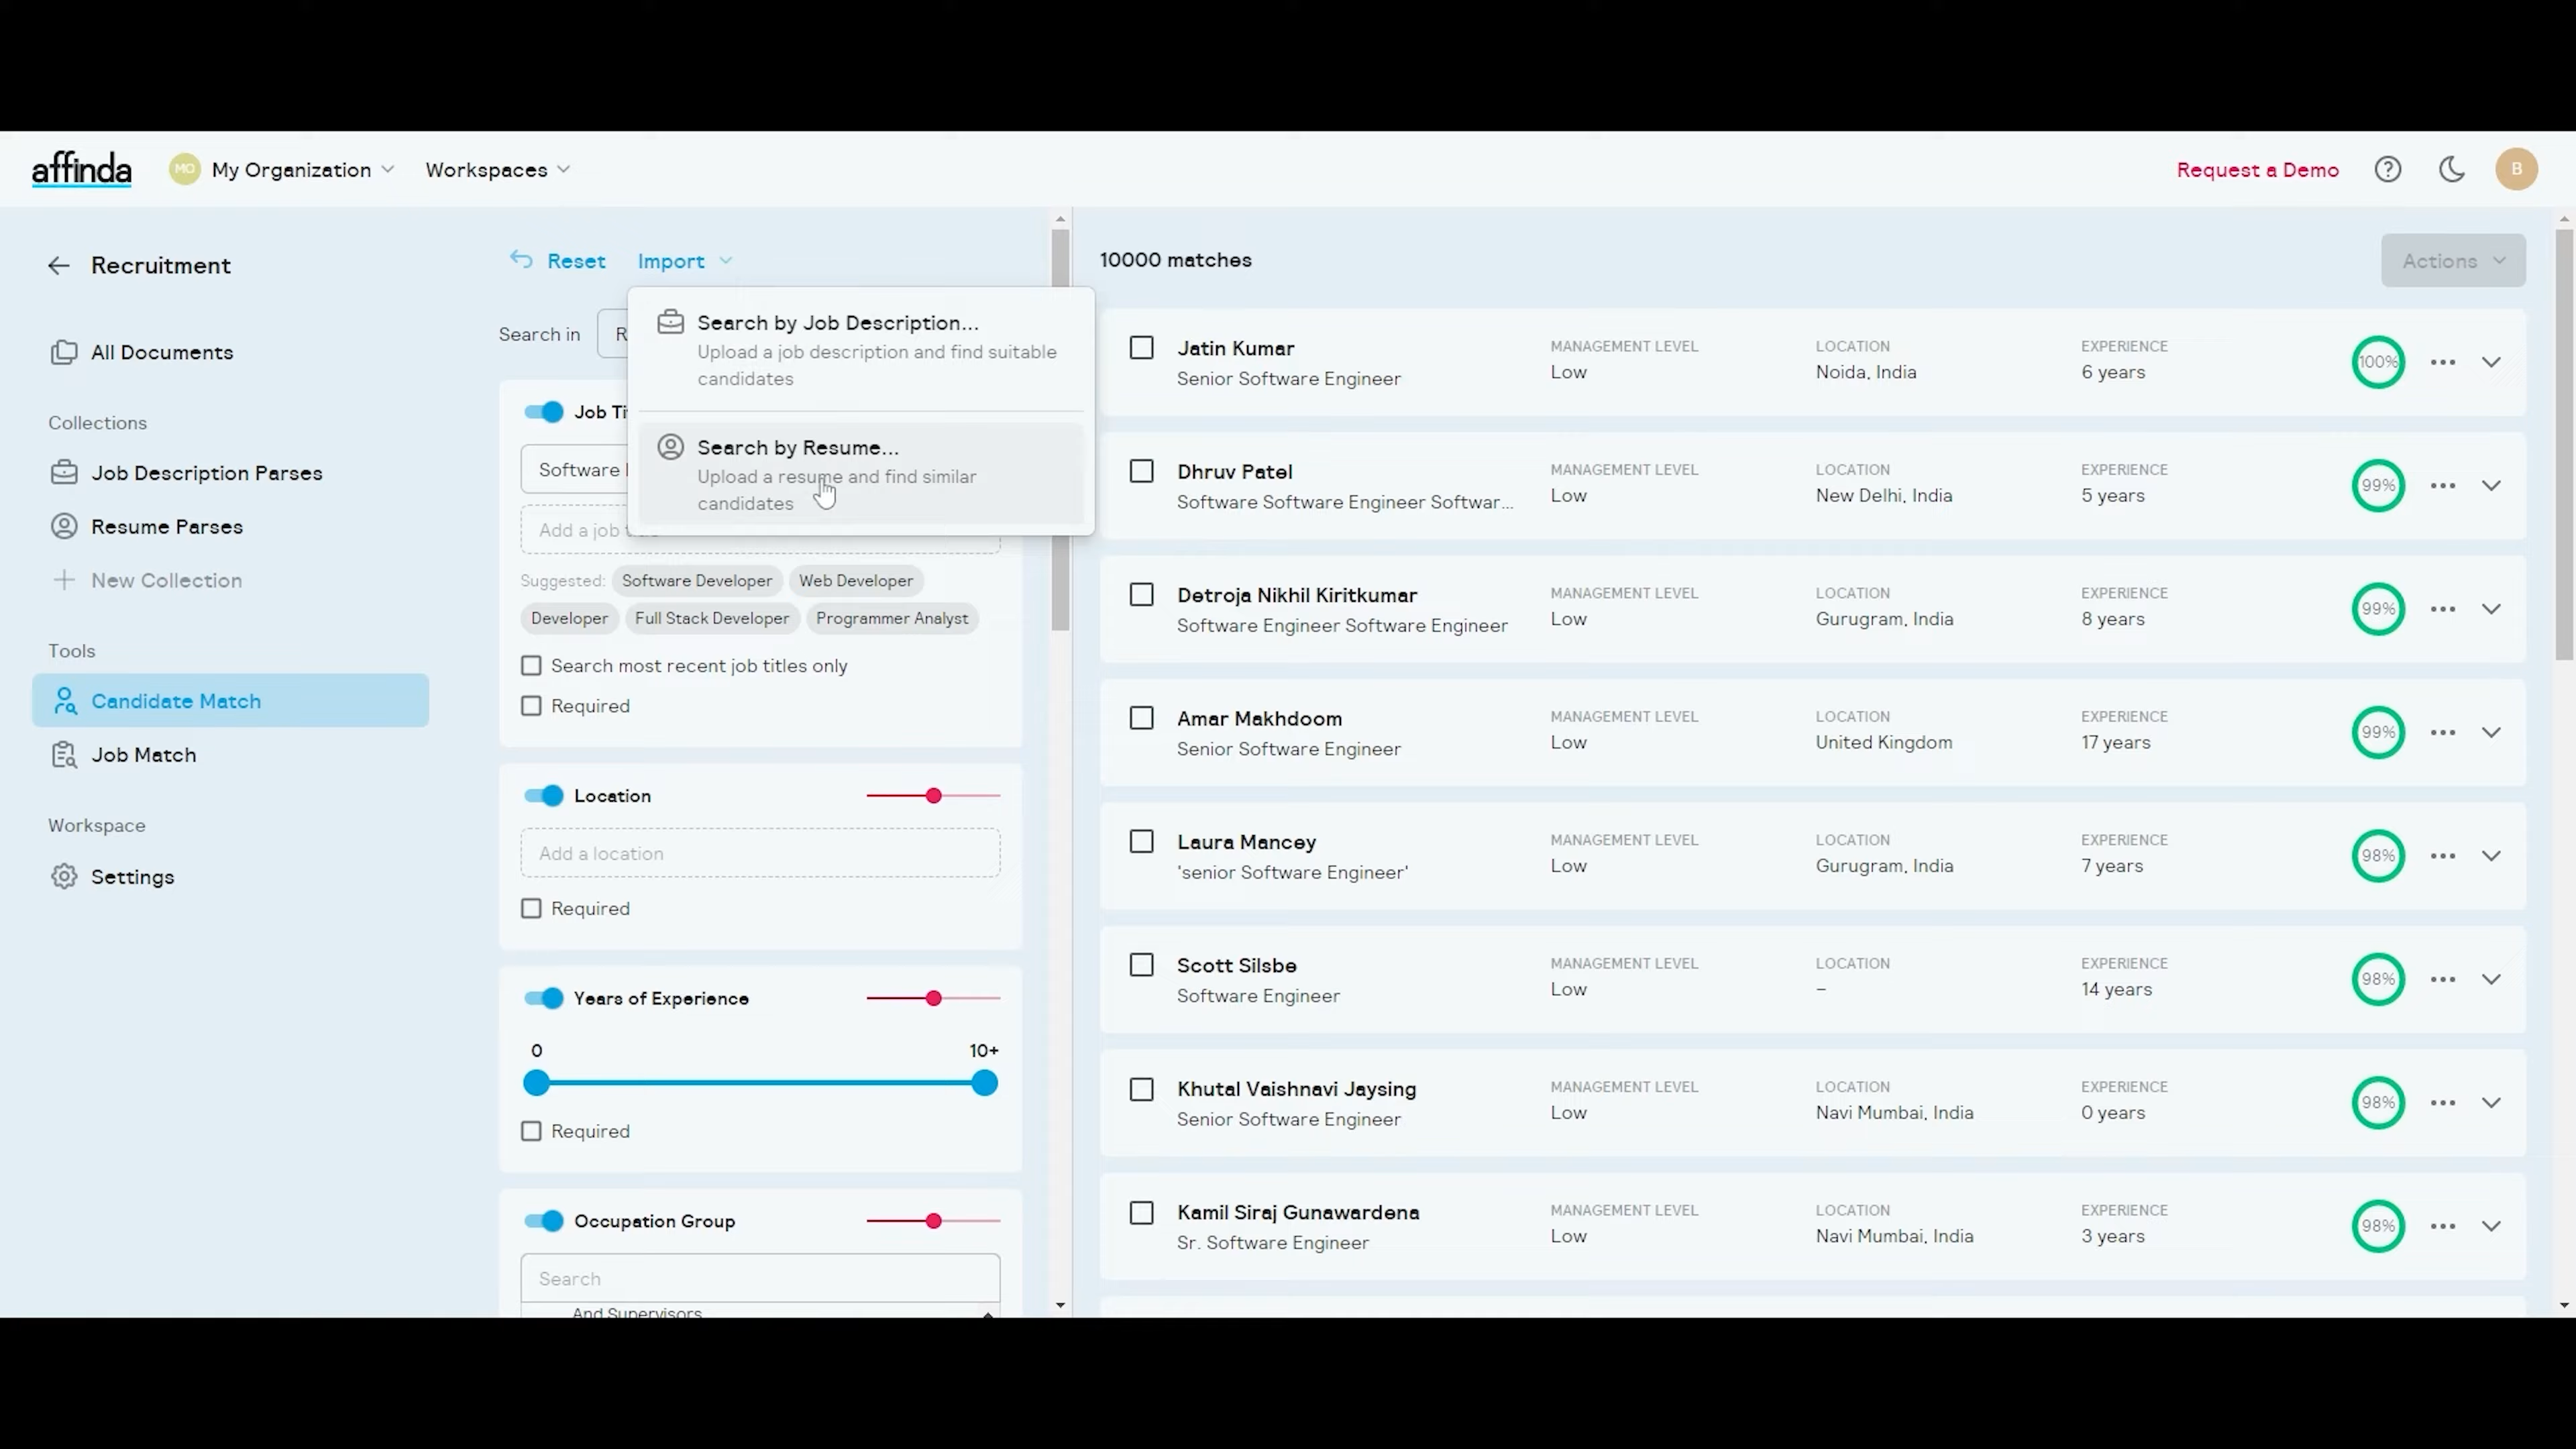 affinda
MO My Organization
Workspaces
Request a Demo
B
Recruitment
All Documents
Collections
Job Description Parses
Resume Parses
New Collection
Tools
Candidate Match
Job Match
Workspace
Settings
Reset
Import
Search by Job Description...
Upload a job description and find suitable
candidates
Search by Resume...
Upload a resume and find similar
candidates
Search in
Job
Software
Add a job
Suggested: Software Developer Web Developer
Developer Full Stack Developer Programmer Analyst
Search most recent job titles only
Required
Location
Add a location
Required
Years of Experience
0 10+
Required
Occupation Group
Search
And Supervisors
10000 matches
Actions
Jatin Kumar
Senior Software Engineer
MANAGEMENT LEVEL
Low
LOCATION
Noida, India
EXPERIENCE
6 years
100%
Dhruv Patel
Software Software Engineer Softwar...
MANAGEMENT LEVEL
Low
LOCATION
New Delhi, India
EXPERIENCE
5 years
99%
Detroja Nikhil Kiritkumar
Software Engineer Software Engineer
MANAGEMENT LEVEL
Low
LOCATION
Gurugram, India
EXPERIENCE
8 years
99%
Amar Makhdoom
Senior Software Engineer
MANAGEMENT LEVEL
Low
LOCATION
United Kingdom
EXPERIENCE
17 years
99%
Laura Mancey
'senior Software Engineer'
MANAGEMENT LEVEL
Low
LOCATION
Gurugram, India
EXPERIENCE
7 years
98%
Scott Silsbe
Software Engineer
MANAGEMENT LEVEL
Low
LOCATION
–
EXPERIENCE
14 years
98%
Khutal Vaishnavi Jaysing
Senior Software Engineer
MANAGEMENT LEVEL
Low
LOCATION
Navi Mumbai, India
EXPERIENCE
0 years
98%
Kamil Siraj Gunawardena
Sr. Software Engineer
MANAGEMENT LEVEL
Low
LOCATION
Navi Mumbai, India
EXPERIENCE
3 years
98%